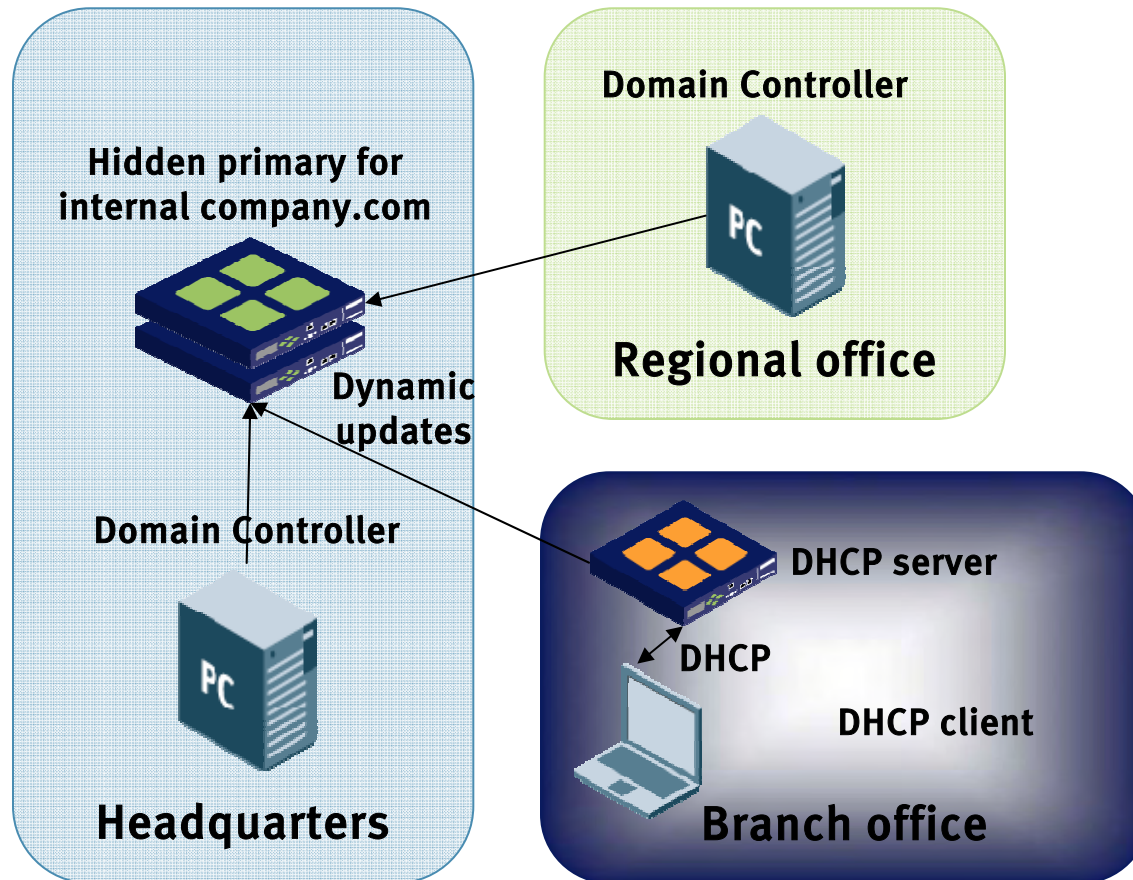 Domain Controller
Hidden primary for
internal company.com
PC
Regional office
Dynamic
updates
Domain Controller
PC
Headquarters
DHCP server
DHCP
DHCP client
Branch office